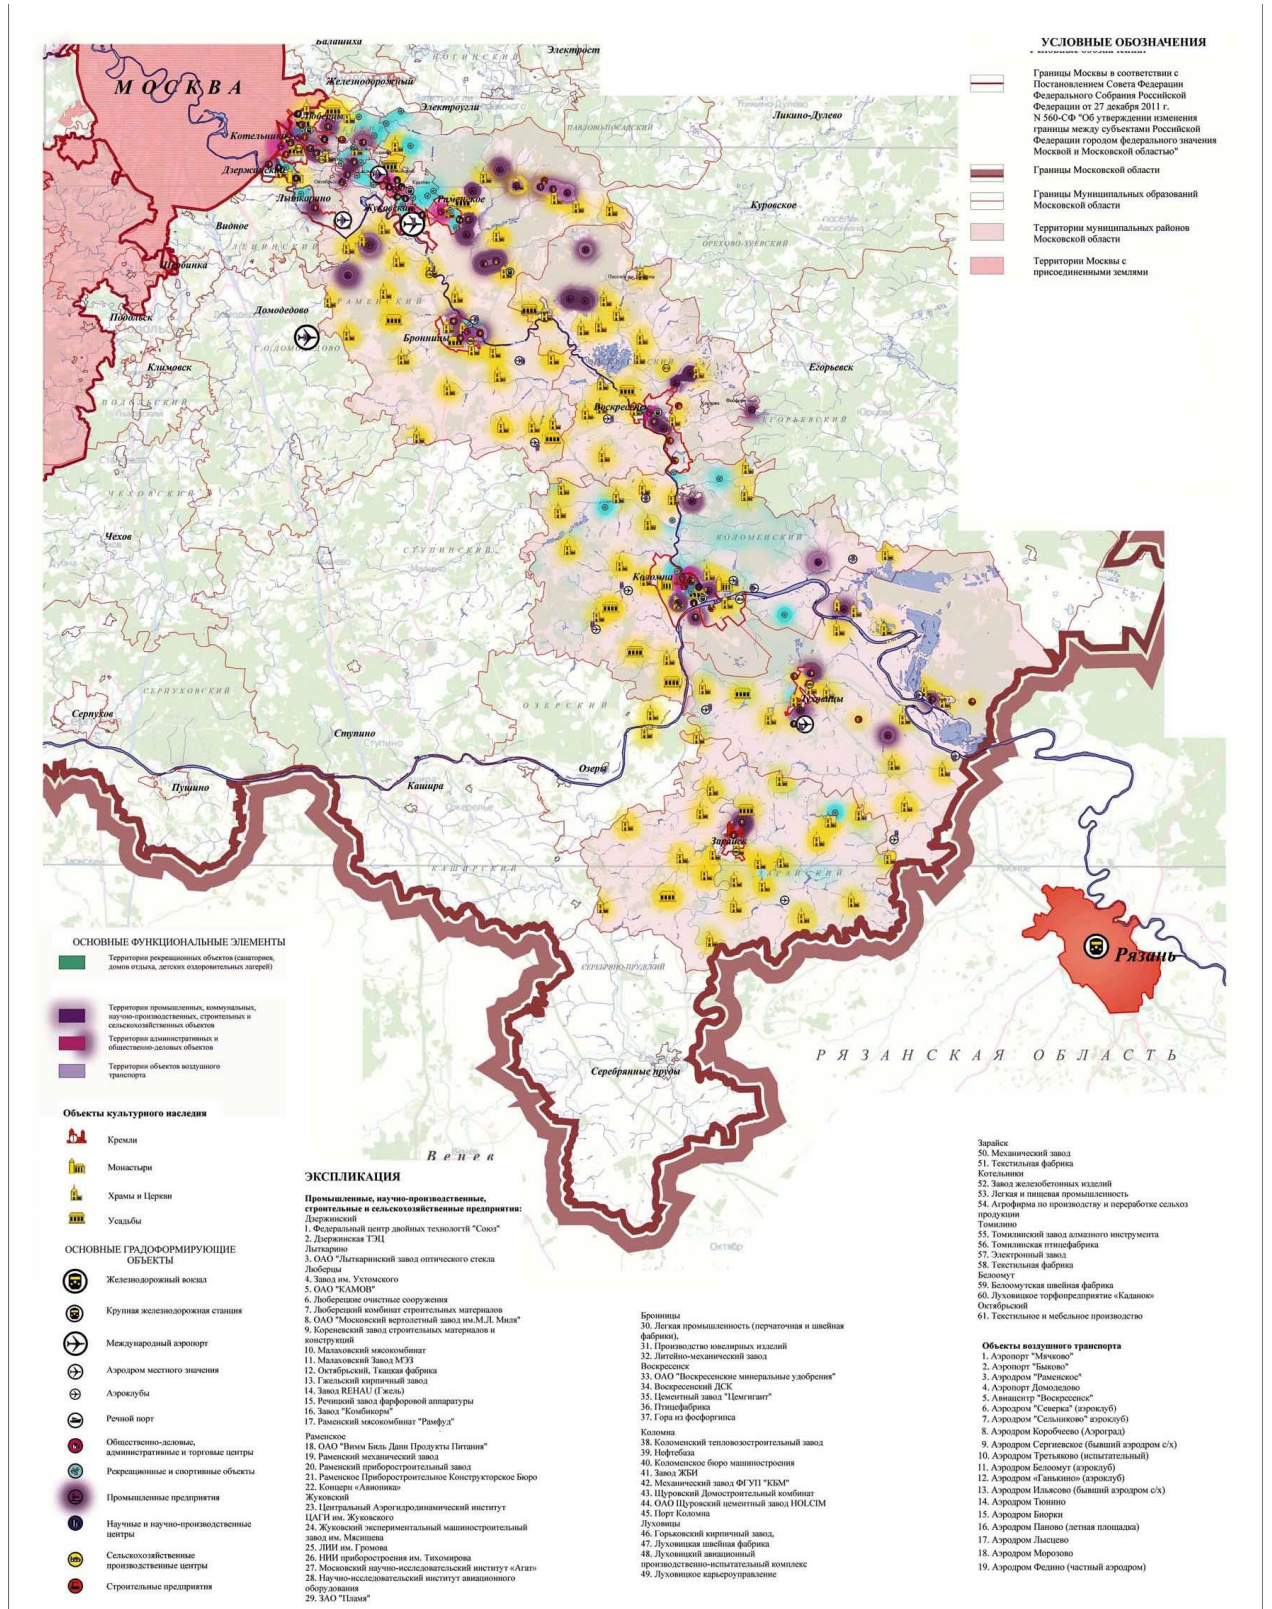 УСЛОВНЫЕ ОБОЗНАЧЕНИЯ
Границы Москвы в соответствии с
Постановлением Совета Федерации
Федерального Собрания Российской
Федерации от 27 декабря 2011 г.
N 560-СФ "Об утверждении изменения
границы между субъектами Российской
Федерации городом федерального значения
Москвой и Московской областью"
Границы Московской области
Границы Муниципальных образований
Московской области
Территории муниципальных районов
Московской области
Территории Москвы с
присоединенными землями
Балашиха
Электрост
НОГИНСКИЙ
МОСКВА
Железнодорожный
Электроугли
Ликино-Дулево
ПАВЛОВО-ПОСАДСКИЙ
Люберцы
Котельники
Дзержинский
Лыткарино
Жуковский
Раменское
Куровское
Видное
ЛЕНИНСКИЙ
ОРЕХОВО-ЗУЕВСКИЙ
Щербинка
РАМЕНСКИЙ
Домодедово
Подольск
Г.О.ДОМОДЕДОВО
Бронницы
Климовск
Егорьевск
ПОДОЛЬСКИЙ
Воскресенск
ЕГОРЬЕВСКИЙ
ЧЕХОВСКИЙ
Чехов
СТУПИНСКИЙ
КОЛОМЕНСКИЙ
Коломна
СЕРПУХОВСКИЙ
Серпухов
ОЗЕРСКИЙ
Луховицы
Ступино
Озеры
Пущино
Кашира
Зарайск
КАШИРСКИЙ
ЗАРАЙСКИЙ
СЕРЕБРЯНО-ПРУДСКИЙ
Рязань
РЯЗАНСКАЯ ОБЛАСТЬ
Серебрянные пруды
Венев
Октябр
ОСНОВНЫЕ ФУНКЦИОНАЛЬНЫЕ ЭЛЕМЕНТЫ
Территории рекреационных объектов (санаториев,
домов отдыха, детских оздоровительных лагерей)
Территории промышленных, коммунальных,
научно-производственных, строительных и
сельскохозяйственных объектов
Территории административных и
общественно-деловых объектов
Территории объектов воздушного
транспорта
Объекты культурного наследия
Кремли
Монастыри
Храмы и Церкви
Усадьбы
ОСНОВНЫЕ ГРАДОФОРМИРУЮЩИЕ
ОБЪЕКТЫ
Железнодорожный вокзал
Крупная железнодорожная станция
Международный аэропорт
Аэродром местного значения
Аэроклубы
Речной порт
Общественно-деловые,
административные и торговые центры
Рекреационные и спортивные объекты
Промышленные предприятия
Научные и научно-производственные
центры
Сельскохозяйственные
производственные центры
Строительные предприятия
ЭКСПЛИКАЦИЯ
Промышленные, научно-производственные,
строительные и сельскохозяйственные предприятия:
Дзержинский
1. Федеральный центр двойных технологтй "Союз"
2. Дзержинская ТЭЦ
Лыткарино
3. ОАО "Лыткаринский завод оптического стекла
Люберцы
4. Завод им. Ухтомского
5. ОАО "КАМОВ"
6. Люберецкие очистные сооружения
7. Люберецкий комбинат строительных материалов
8. ОАО "Московский вертолетный завод им.М.Л. Миля"
9. Кореневский завод строительных материалов и
конструкций
10. Малаховский мясокомбинат
11. Малаховский Завод МЭЗ
12. Октябрьский, Ткацкая фабрика
13. Гжельский кирпичный завод
14. Завод REHAU (Гжель)
15. Речицкий завод фарфоровой аппаратуры
16. Завод "Комбикорм"
17. Раменский мясокомбинат "Рамфуд"
Раменское
18. ОАО "Вимм Биль Данн Продукты Питания"
19. Раменский механический завод
20. Раменский приборостроительный завод
21. Раменское Приборостроительное Конструкторское Бюро
22. Концерн «Авионика»
Жуковский
23. Центральный Аэрогидродинамический институт
ЦАГИ им. Жуковского
24. Жуковский экспериментальный машиностроительный
завод им. Мясищева
25. ЛИИ им. Громова
26. НИИ приборостроения им. Тихомирова
27. Московский научно-исследовательский институт «Агат»
28. Научно-исследовательский институт авиационного
оборудования
29. ЗАО "Пламя"
Бронницы
30. Легкая промышленность (перчаточная и швейная
фабрики),
31. Производство ювелирных изделий
32. Литейно-механический завод
Воскресенск
33. ОАО "Воскресенские минеральные удобрения"
34. Воскресенский ДСК
35. Цементный завод "Цемгигант"
36. Птицефабрика
37. Гора из фосфоргипса
Коломна
38. Коломенский тепловозостроительный завод
39. Нефтебаза
40. Коломенское бюро машиностроения
41. Завод ЖБИ
42. Механический завод ФГУП "КБМ"
43. Щуровский Домостроительный комбинат
44. ОАО Щуровский цементный завод HOLCIM
45. Порт Коломна
Луховицы
46. Горьковский кирпичный завод,
47. Луховицкая швейная фабрика
48. Луховицкий авиационный
производственно-испытательный комплекс
49. Луховицкое карьероуправление
Зарайск
50. Механический завод
51. Текстильная фабрика
Котельники
52. Завод железобетонных изделий
53. Легкая и пищевая промышленность
54. Агрофирма по производству и переработке сельхоз
продукции
Томилино
55. Томилинский завод алмазного инструмента
56. Томилинская птицефабрика
57. Электронный завод
58. Текстильная фабрика
Белоомут
59. Белоомутская швейная фабрика
60. Луховицкое торфопредприятие «Каданок»
Октябрьский
61. Текстильное и мебельное производство
Объекты воздушного транспорта
1. Аэропорт "Мячково"
2. Аэропорт "Быково"
3. Аэродром "Раменское"
4. Аэропорт Домодедово
5. Авиацентр "Воскресенск"
6. Аэродром "Северка" (аэроклуб)
7. Аэродром "Сельниково" аэроклуб)
8. Аэродром Коробчеево (Аэроград)
9. Аэродром Сергиевское (бывший аэродром с/х)
10. Аэродром Третьяково (испытательный)
11. Аэродром Белоомут (аэроклуб)
12. Аэродром «Ганькино» (аэроклуб)
13. Аэродром Ильясово (бывший аэродром с/х)
14. Аэродром Тюнино
15. Аэродром Биорки
16. Аэродром Паново (летная площадка)
17. Аэродром Лысцево
18. Аэродром Морозово
19. Аэродром Федино (частный аэродром)